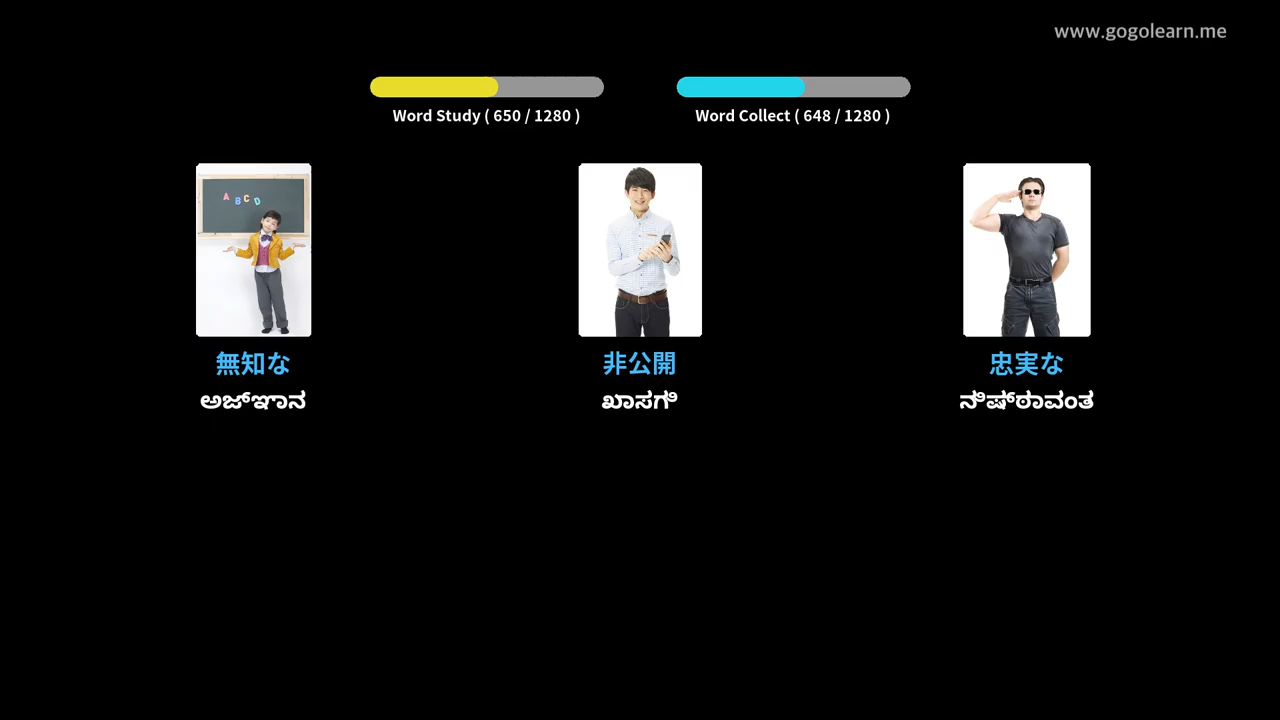 www.gogolearn.me
Word Study ( 650 / 1280 )
Word Collect ( 648 / 1280 )
A B C D
無知な
非公開
忠実な
ಅಜ್ಞಾನ
ಖಾಸಗಿ
ನಿಷ್ಠಾವಂತ